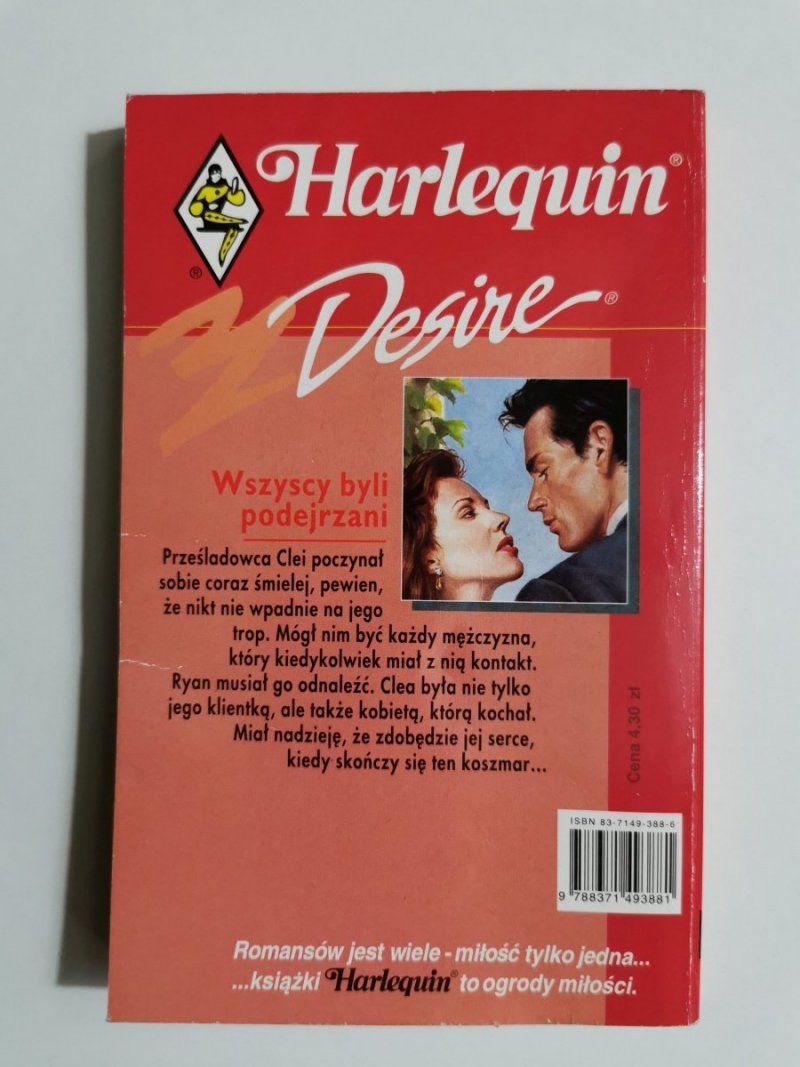 Harlequin®
®
Desire®
Wszyscy byli
podejrzani
Prześladowca Clei poczynał
sobie coraz śmielej, pewien,
że nikt nie wpadnie na jego
trop. Mógł nim być każdy mężczyzna,
który kiedykolwiek miał z nią kontakt.
Ryan musiał go odnaleźć. Clea była nie tylko
jego klientką, ale także kobietą, którą kochał.
Miał nadzieję, że zdobędzie jej serce,
kiedy skończy się ten koszmar...
Cena 4,30 zł
ISBN 83-7149-388-6
9 788371 493881
Romansów jest wiele - miłość tylko jedna...
...książki Harlequin® to ogrody miłości.